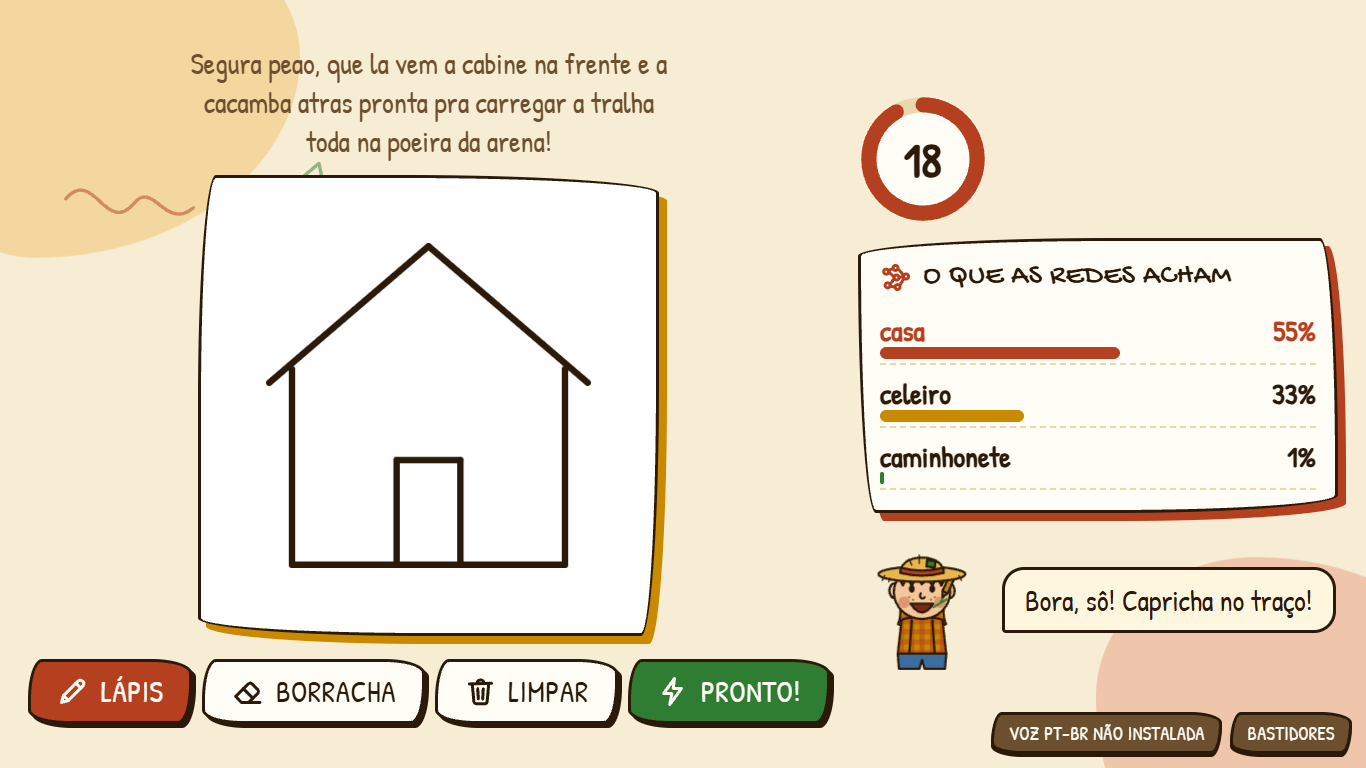 Segura peao, que la vem a cabine na frente e a
cacamba atras pronta pra carregar a tralha
toda na poeira da arena!
18
O QUE AS REDES ACHAM
casa 55%
celeiro 33%
caminhonete 1%
Bora, sô! Capricha no traço!
LÁPIS
BORRACHA
LIMPAR
PRONTO!
VOZ PT-BR NÃO INSTALADA
BASTIDORES